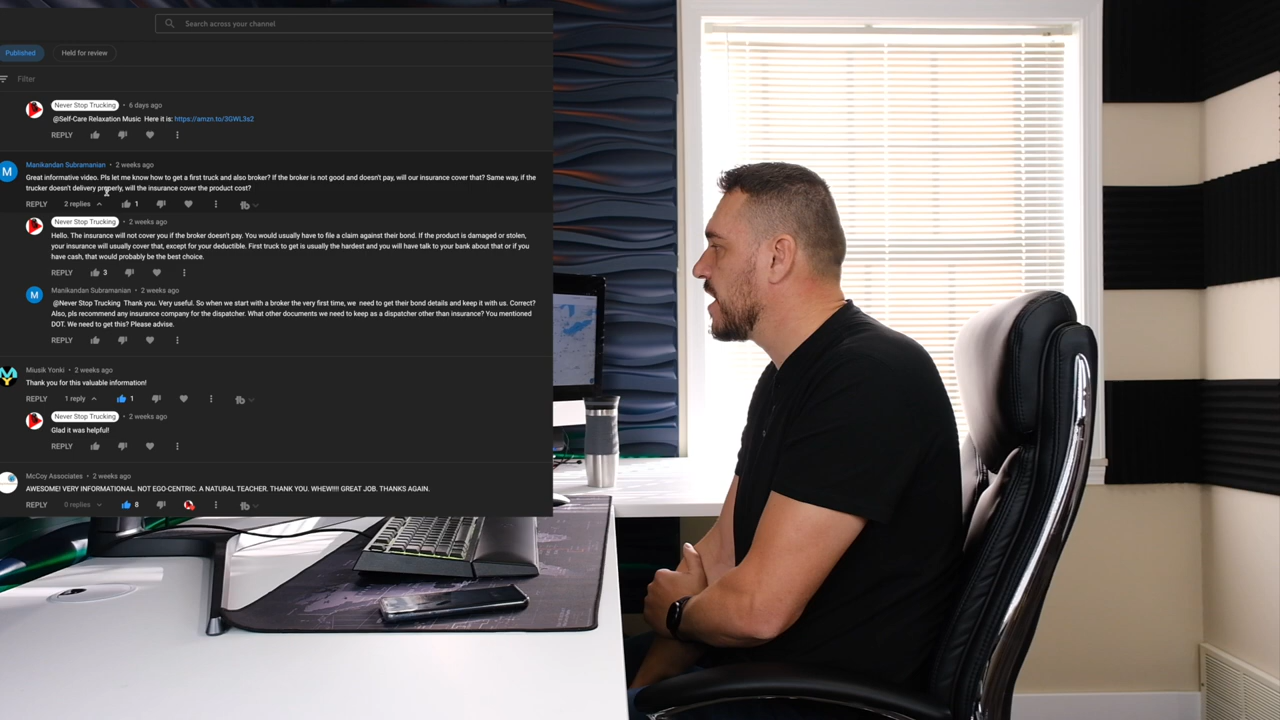 Search across your channel
Published
Held for review
Filter
Never Stop Trucking • 6 days ago
Self-Care Relaxation Music Here it is: https://amzn.to/3GWL3s2
REPLY
M
Manikandan Subramanian • 2 weeks ago
Great informative video. Pls let me know how to get a first truck and how a broker? If the broker or source doesn't pay, will our insurance cover that? Same way, if the
trucker doesn't delivery properly, will the insurance cover the product cost?
REPLY 2 replies 1
Never Stop Trucking • 2 weeks ago
Hello. The insurance will not cover you if the broker doesn't pay. You would usually have to go against their bond. If the product is damaged,
your insurance will usually cover that, except for your deductible. First truck to get is usually the hardest and you will have talk to your bank about that or if you
have cash, that would probably be the best choice.
REPLY 3
M
Manikandan Subramanian • 2 weeks ago
@Never Stop Trucking Thank you. Very useful. So when we start with a broker the very first time, we need to get their bond details and keep it with us. Correct?
Also, pls recommend any insurance company for the dispatcher. What other documents we need to keep as a dispatcher other than insurance? You mentioned
DOT. We need to get this? Please advise.
REPLY
Miusik Yonki • 2 weeks ago
Thank you for this valuable information!
REPLY 1 reply 1
Never Stop Trucking • 2 weeks ago
Glad it was helpful!
REPLY
McCoy Associates • 2 weeks ago
AWESOME! VERY INFORMATIONAL. NOT EGO-CENTRIC. A NATURAL TEACHER. THANK YOU. WHEW!!!! GREAT JOB. THANKS AGAIN.
REPLY 0 replies 8